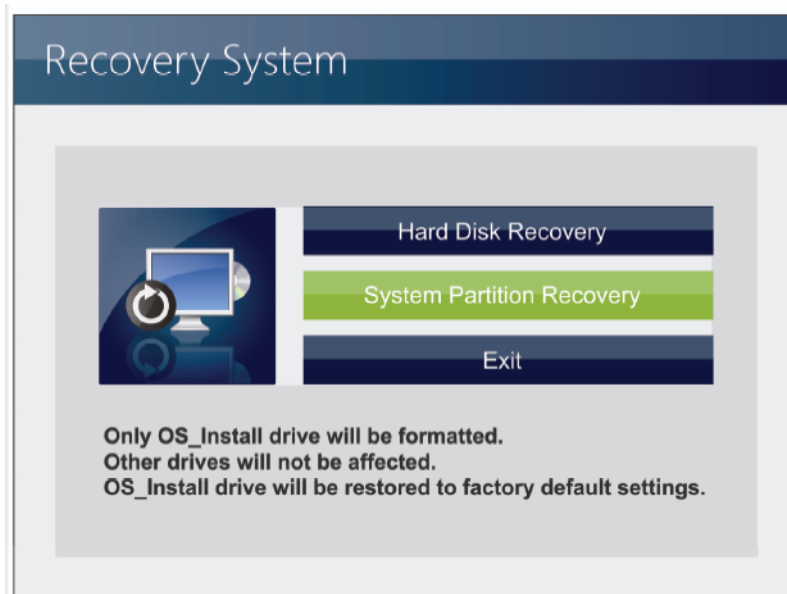 Recovery System
Hard Disk Recovery
System Partition Recovery
Exit
Only OS_Install drive will be formatted.
Other drives will not be affected.
OS_Install drive will be restored to factory default settings.